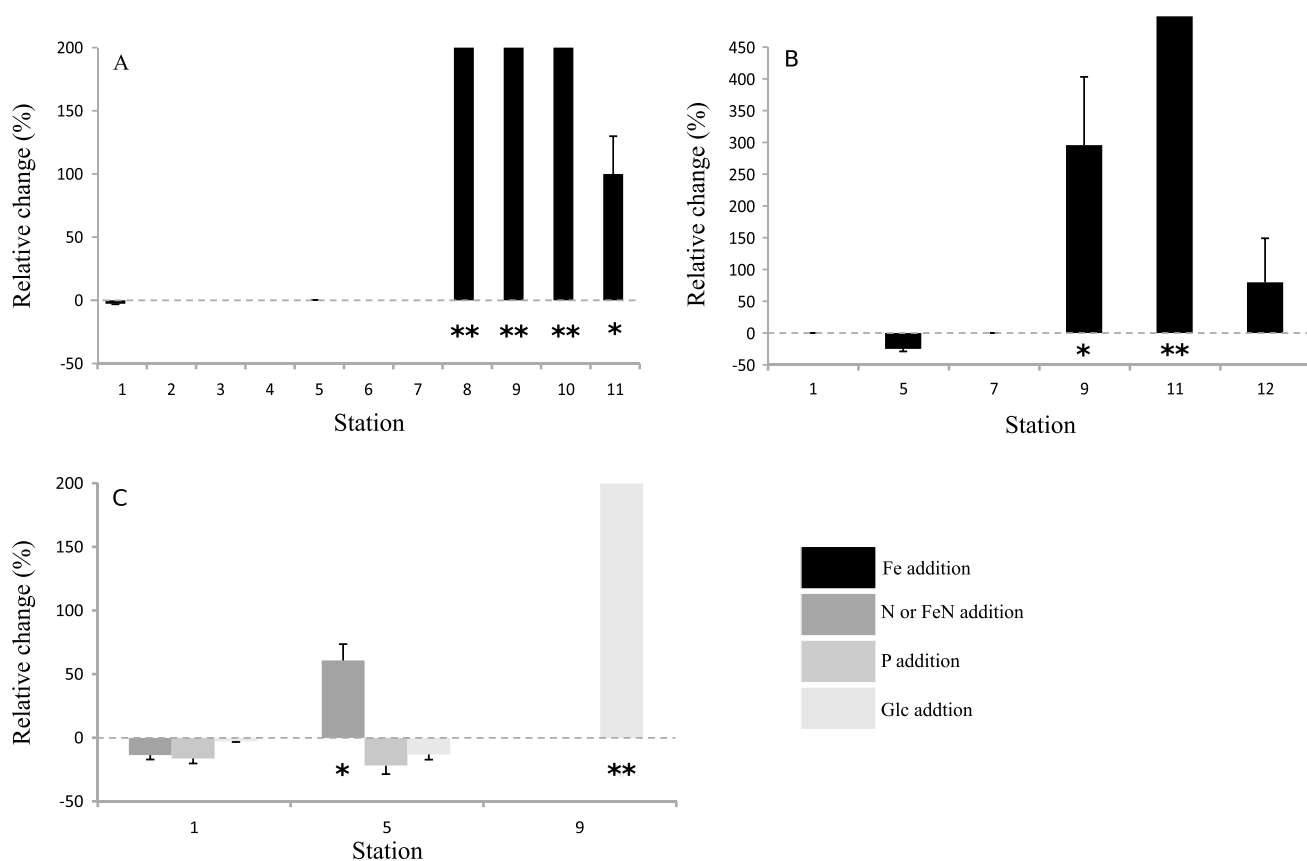 A
Relative change (%)
200
150
100
50
0
-50
** ** ** *
1 2 3 4 5 6 7 8 9 10 11
Station
B
Relative change (%)
450
400
350
300
250
200
150
100
50
0
-50
* **
1 5 7 9 11 12
Station
C
Relative change (%)
200
150
100
50
0
-50
* **
1 5 9
Station
Fe addition
N or FeN addition
P addition
Glc addtion